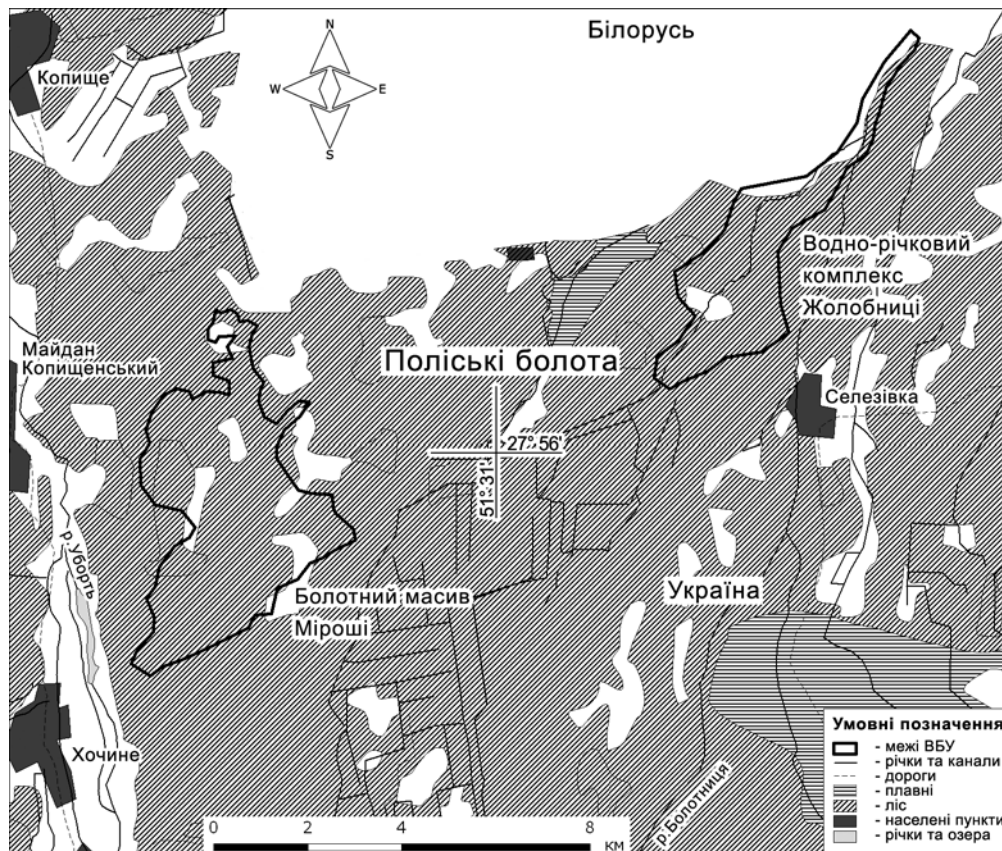 Білорусь
N
W
E
S
Копище
Водно-річковий
комплекс
Жолобниці
Майдан
Копищенський
Поліські болота
Селезівка
27° 56'
51° 31'
р. Уборть
Україна
Болотний масив
Міроші
Хочине
р. Болотниця
0
2
4
6
8
км
Умовні позначення
- межі ВБУ
- річки та канали
- дороги
- плавні
- ліс
- населені пункти
- річки та озера